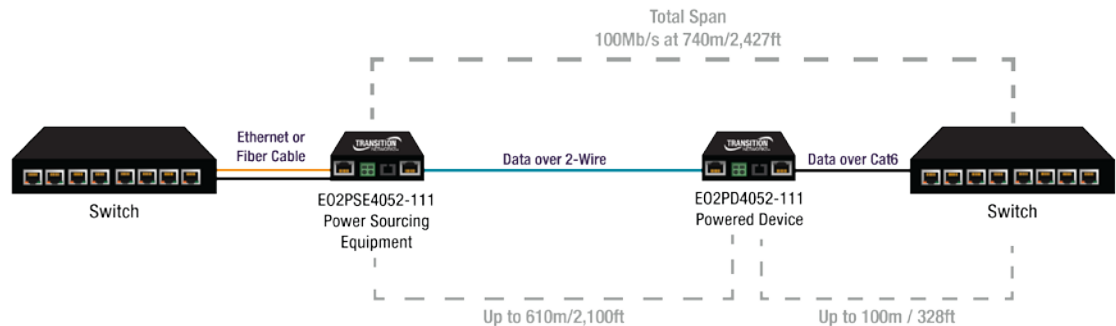 Total Span
100Mb/s at 740m/2,427ft
Ethernet or
Fiber Cable
TRANSITION
Data over 2-Wire
TRANSITION
Data over Cat6
Switch
EO2PSE4052-111
Power Sourcing
Equipment
EO2PD4052-111
Powered Device
Switch
Up to 610m/2,100ft
Up to 100m / 328ft